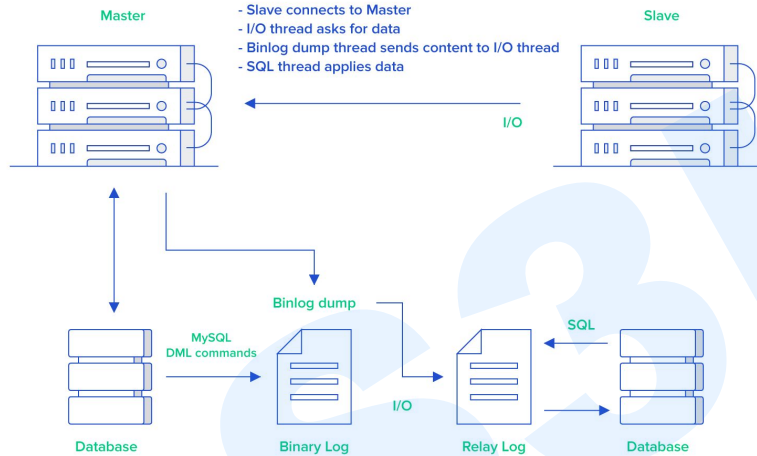 Master
- Slave connects to Master
- I/O thread asks for data
- Binlog dump thread sends content to I/O thread
- SQL thread applies data
Slave
I/O
Binlog dump
MySQL
DML commands
SQL
I/O
Database
Binary Log
Relay Log
Database